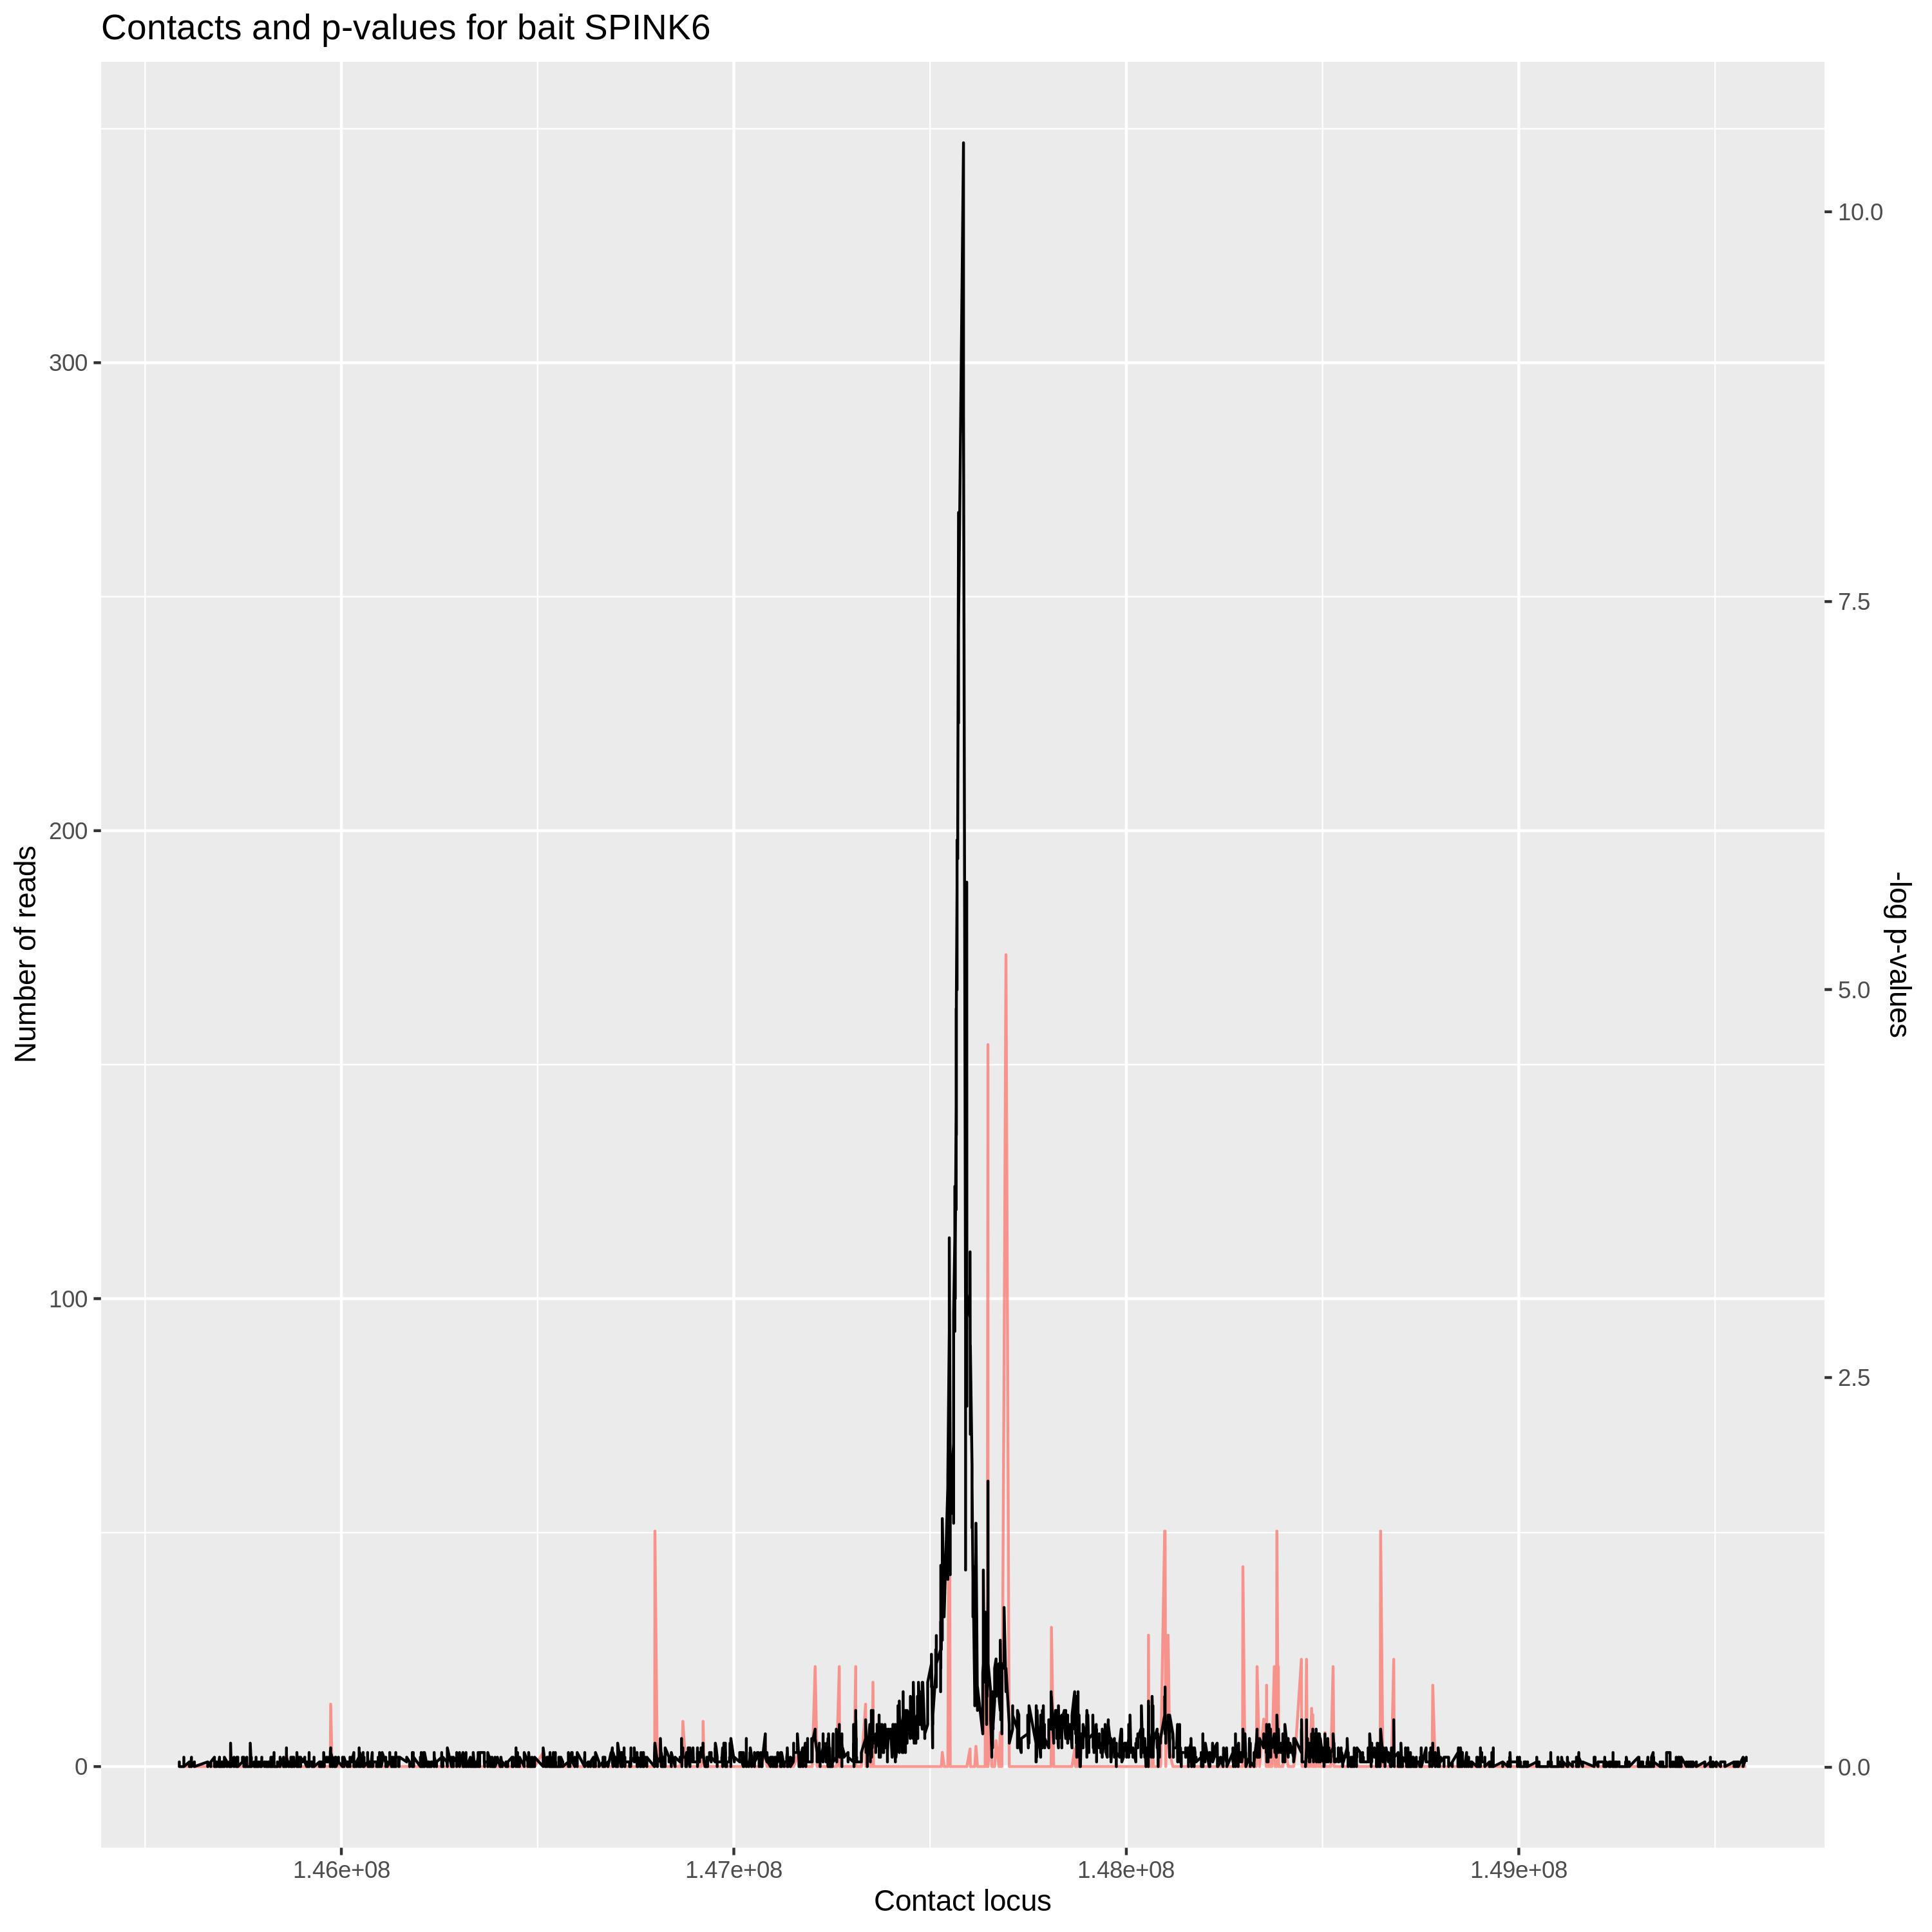 Contacts and p-values for bait SPINK6
Number of reads
300
200
100
0
10.0
7.5
5.0
2.5
0.0
-log p-values
1.46e+08
1.47e+08
1.48e+08
1.49e+08
Contact locus